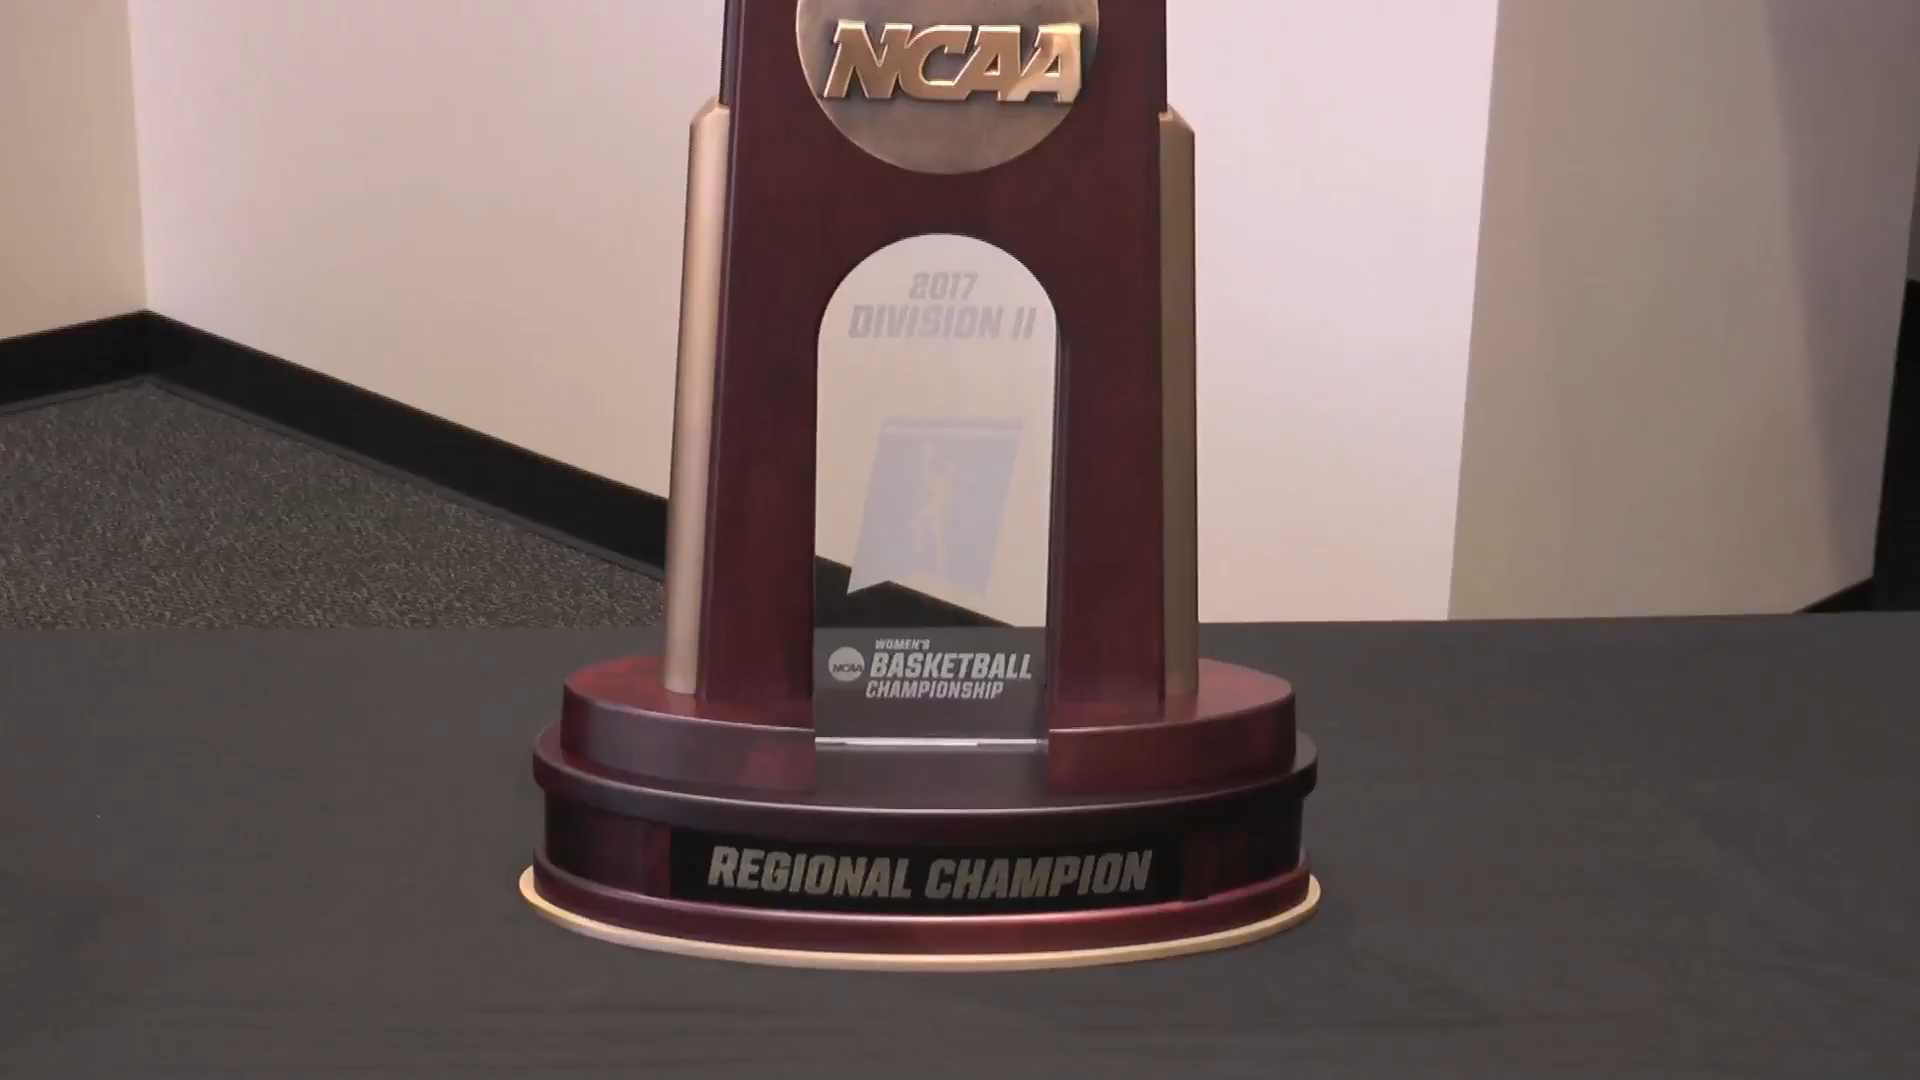 NCAA
2017
DIVISION II
WOMEN'S
NCAA
BASKETBALL
CHAMPIONSHIP
REGIONAL CHAMPION